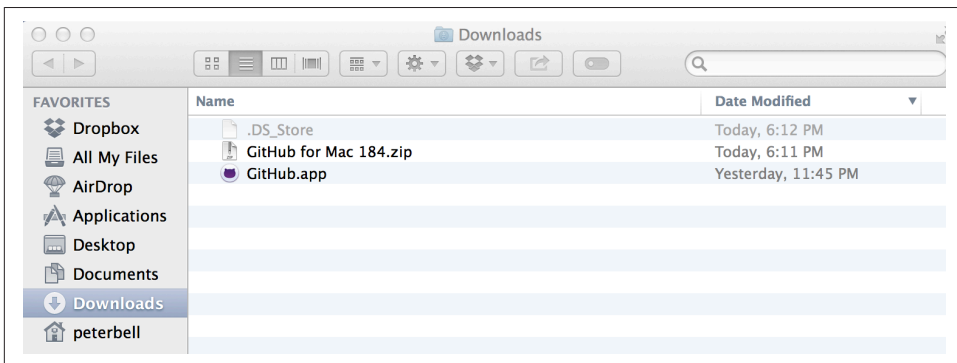 Downloads
FAVORITES
Dropbox
All My Files
AirDrop
Applications
Desktop
Documents
Downloads
peterbell
Name Date Modified
.DS_Store Today, 6:12 PM
GitHub for Mac 184.zip Today, 6:11 PM
GitHub.app Yesterday, 11:45 PM